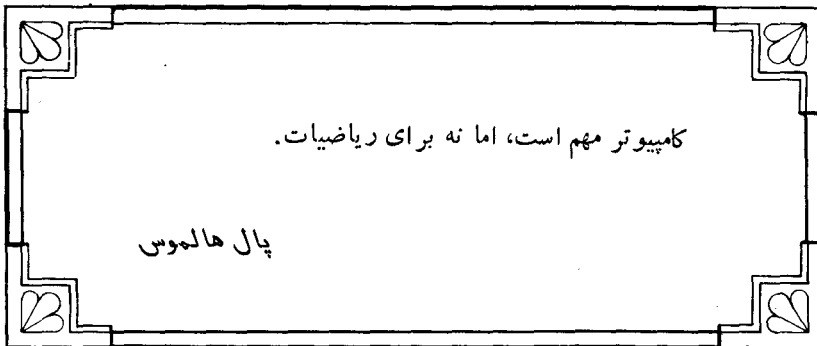 کامپیوتر مهم است، اما نه برای ریاضیات.
پال هالموس